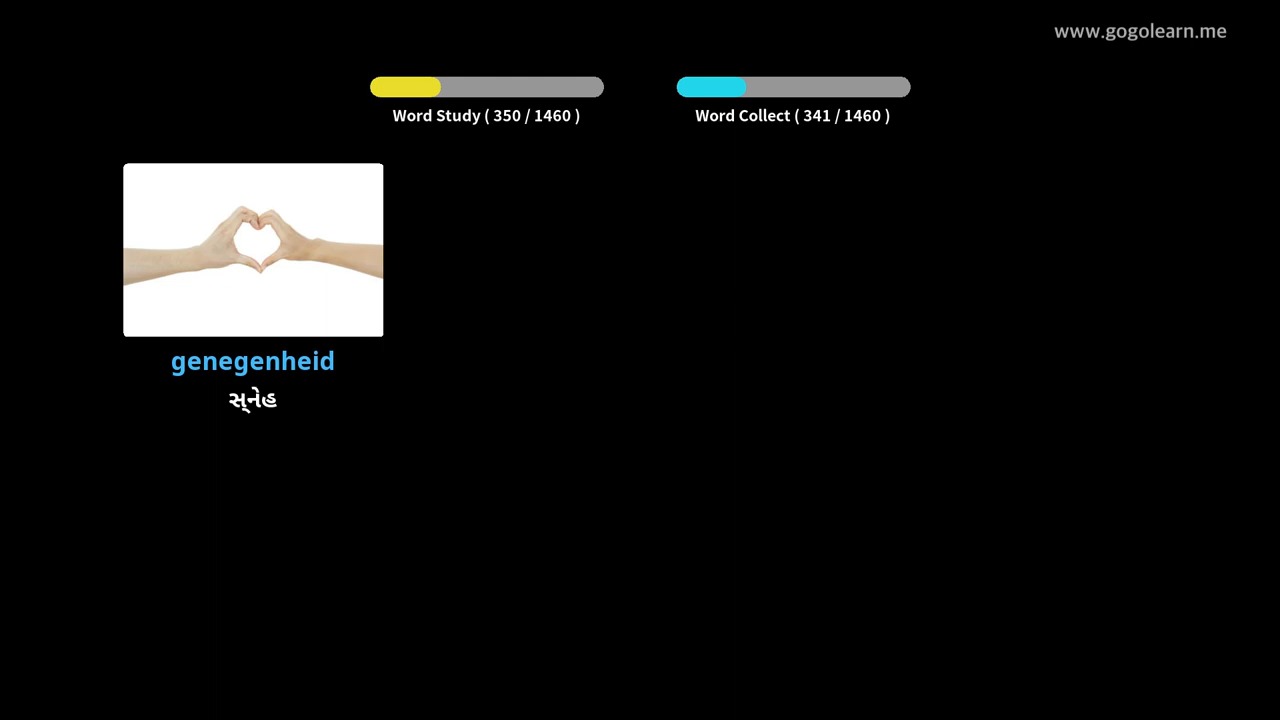 www.gogolearn.me
Word Study ( 350 / 1460 )
Word Collect ( 341 / 1460 )
genegenheid
સ્નેહ